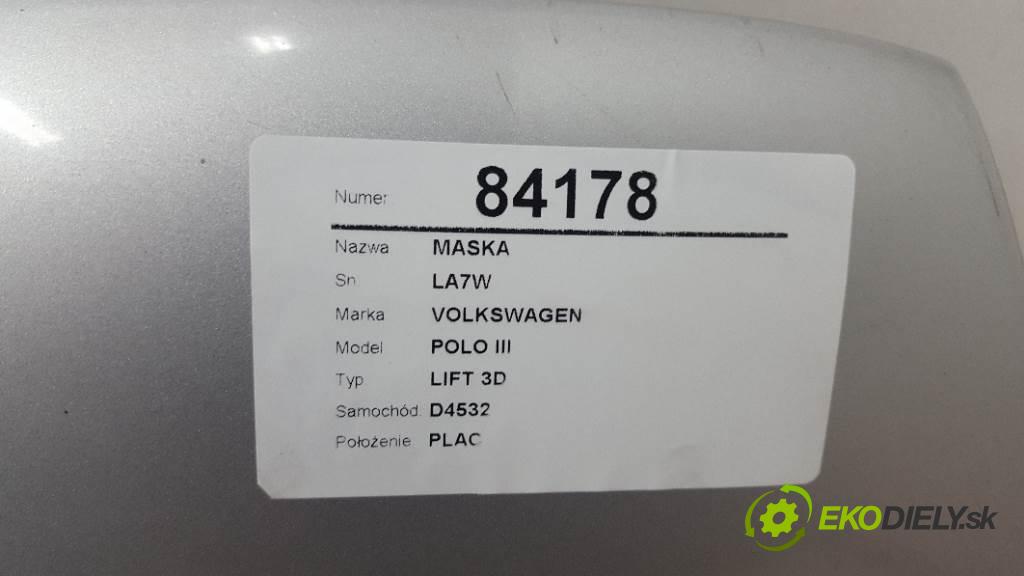 Numer 84178
Nazwa MASKA
Sn LA7W
Marka VOLKSWAGEN
Model POLO III
Typ LIFT 3D
Samochód D4532
Położenie PLAC
EKODIELY.sk